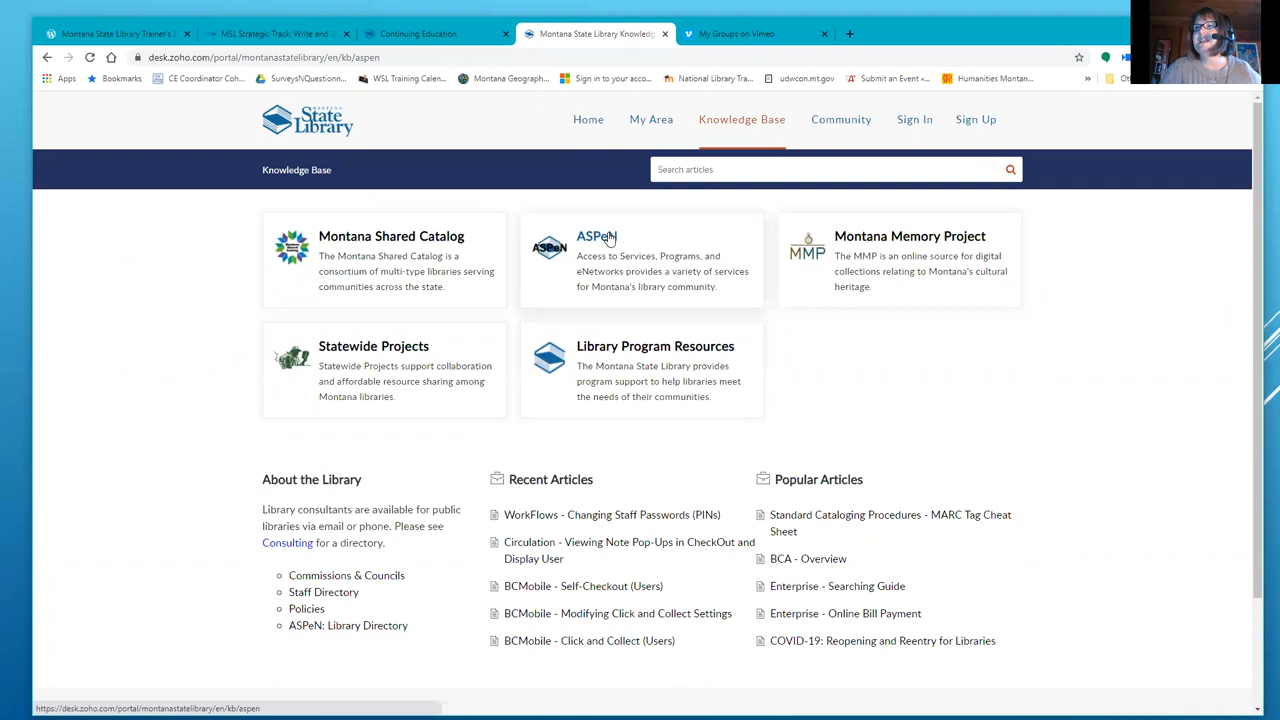 Montana State Library Trainer's E
MSL Strategic Track: Write and U
Continuing Education
Montana State Library Knowledg
My Groups on Vimeo
desk.zoho.com/portal/montanastatelibrary/en/kb/aspen
Apps
Bookmarks
CE Coordinator Coh...
SurveysNQuestionn...
WSL Training Calen...
Montana Geograph...
Sign in to your acco...
National Library Tra...
udwcon.mt.gov
Submit an Event «...
Humanities Montan...
»
MONTANA
State
Library
Home
My Area
Knowledge Base
Community
Sign In
Sign Up
Knowledge Base
Search articles
Montana Shared Catalog
The Montana Shared Catalog is a
consortium of multi-type libraries serving
communities across the state.
ASPeN
ASPeN
Access to Services, Programs, and
eNetworks provides a variety of services
for Montana's library community.
MMP
Montana Memory Project
The MMP is an online source for digital
collections relating to Montana's cultural
heritage.
Statewide Projects
Statewide Projects support collaboration
and affordable resource sharing among
Montana libraries.
Library Program Resources
The Montana State Library provides
program support to help libraries meet
the needs of their communities.
About the Library
Library consultants are available for public
libraries via email or phone. Please see
Consulting for a directory.
Commissions & Councils
Staff Directory
Policies
ASPeN: Library Directory
Recent Articles
WorkFlows - Changing Staff Passwords (PINs)
Circulation - Viewing Note Pop-Ups in CheckOut and
Display User
BCMobile - Self-Checkout (Users)
BCMobile - Modifying Click and Collect Settings
BCMobile - Click and Collect (Users)
Popular Articles
Standard Cataloging Procedures - MARC Tag Cheat
Sheet
BCA - Overview
Enterprise - Searching Guide
Enterprise - Online Bill Payment
COVID-19: Reopening and Reentry for Libraries
https://desk.zoho.com/portal/montanastatelibrary/en/kb/aspen